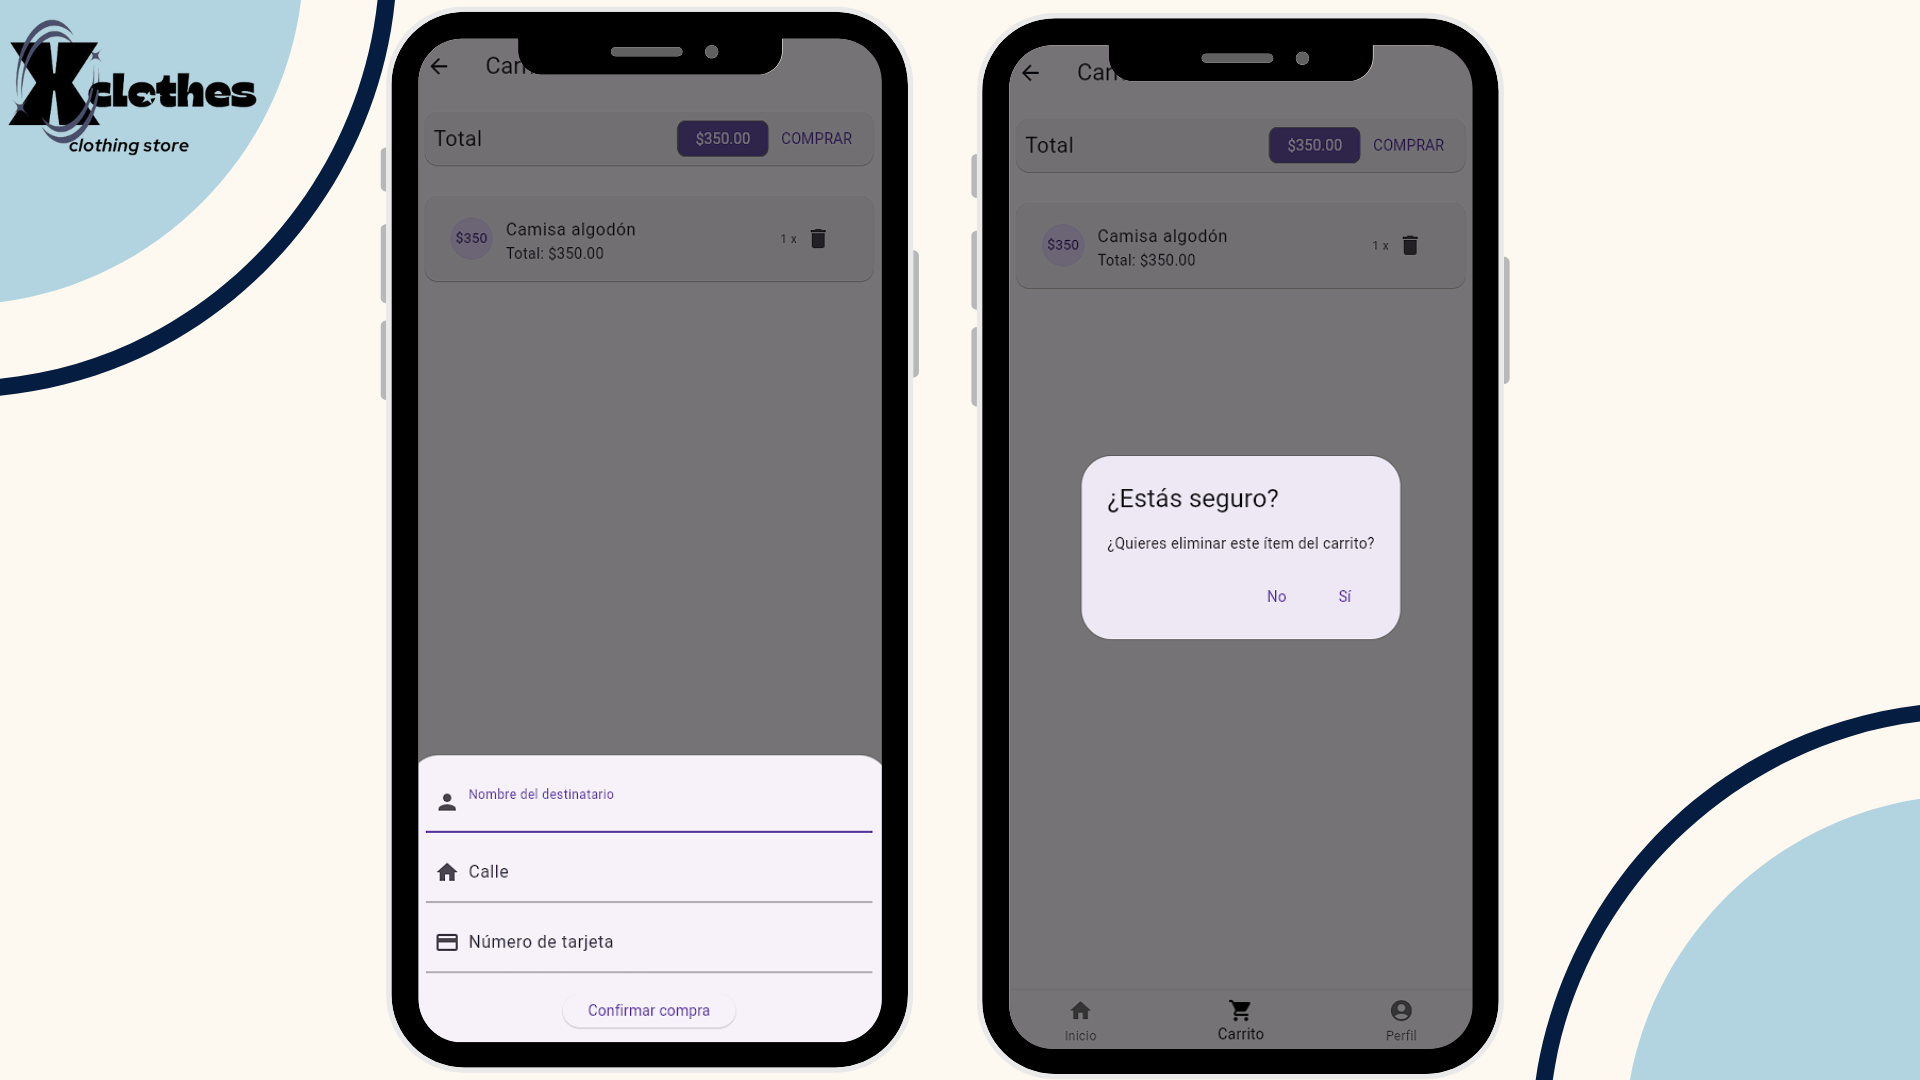 Xclothes
clothing store
Total
$350.00
COMPRAR
$350
Camisa algodón
Total: $350.00
1 x
Nombre del destinatario
Calle
Número de tarjeta
Confirmar compra
Total
$350.00
COMPRAR
$350
Camisa algodón
Total: $350.00
1 x
¿Estás seguro?
¿Quieres eliminar este ítem del carrito?
No
Sí
Inicio
Carrito
Perfil